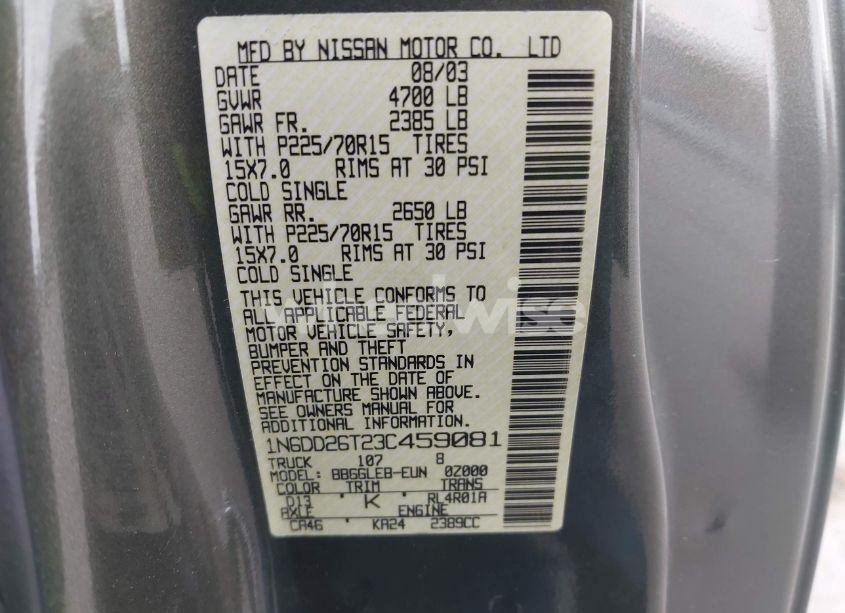 MFD BY NISSAN MOTOR CO. LTD
DATE 08/03
GVWR 4700 LB
GAWR FR. 2385 LB
WITH P225/70R15 TIRES
15X7.0 RIMS AT 30 PSI
COLD SINGLE
GAWR RR. 2650 LB
WITH P225/70R15 TIRES
15X7.0 RIMS AT 30 PSI
COLD SINGLE
THIS VEHICLE CONFORMS TO
ALL APPLICABLE FEDERAL
MOTOR VEHICLE SAFETY,
BUMPER AND THEFT
PREVENTION STANDARDS IN
EFFECT ON THE DATE OF
MANUFACTURE SHOWN ABOVE.
SEE OWNERS MANUAL FOR
ADDITIONAL INFORMATION.
1N6DD26T23C459081
TRUCK 107 8
MODEL: BBGGLEB-EUN 0Z000
COLOR TRIM TRANS
D13 K RL4R01A
AXLE ENGINE
CA46 KA24 2389CC